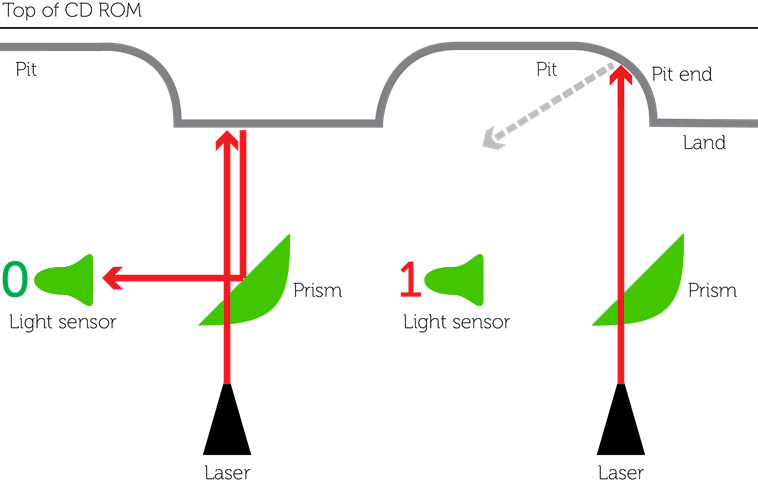 Top of CD ROM
Pit
Pit
Pit end
Land
0
1
Prism
Prism
Light sensor
Light sensor
Laser
Laser